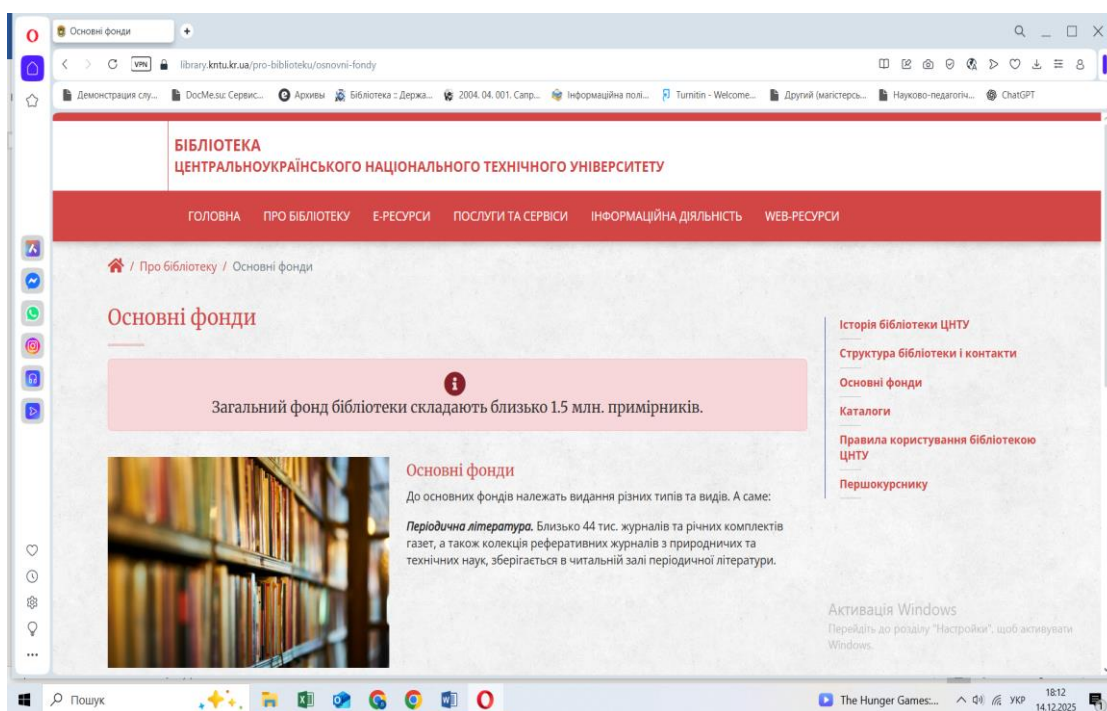 Основні фонди
VPN
library.kntu.kr.ua/pro-biblioteku/osnovni-fondy
Демонстрация слу... DocMe.su: Сервис... Архивы Бібліотека :: Держа... 2004. 04. 001. Сапр... Інформаційна полі... Turnitin - Welcome... Другий (магістерсь... Науково-педагогіч... ChatGPT
БІБЛІОТЕКА
ЦЕНТРАЛЬНОУКРАЇНСЬКОГО НАЦІОНАЛЬНОГО ТЕХНІЧНОГО УНІВЕРСИТЕТУ
ГОЛОВНА ПРО БІБЛІОТЕКУ Е-РЕСУРСИ ПОСЛУГИ ТА СЕРВІСИ ІНФОРМАЦІЙНА ДІЯЛЬНІСТЬ WEB-РЕСУРСИ
/ Про бібліотеку / Основні фонди
Основні фонди
Загальний фонд бібліотеки складають близько 1.5 млн. примірників.
Основні фонди
До основних фондів належать видання різних типів та видів. А саме:
Періодична література. Близько 44 тис. журналів та річних комплектів
газет, а також колекція реферативних журналів з природничих та
технічних наук, зберігається в читальній залі періодичної літератури.
Історія бібліотеки ЦНТУ
Структура бібліотеки і контакти
Основні фонди
Каталоги
Правила користування бібліотекою
ЦНТУ
Першокурснику
Активація Windows
Перейдіть до розділу "Настройки", щоб активувати
Windows.
Пошук
The Hunger Games:...
УКР
18:12
14.12.2025